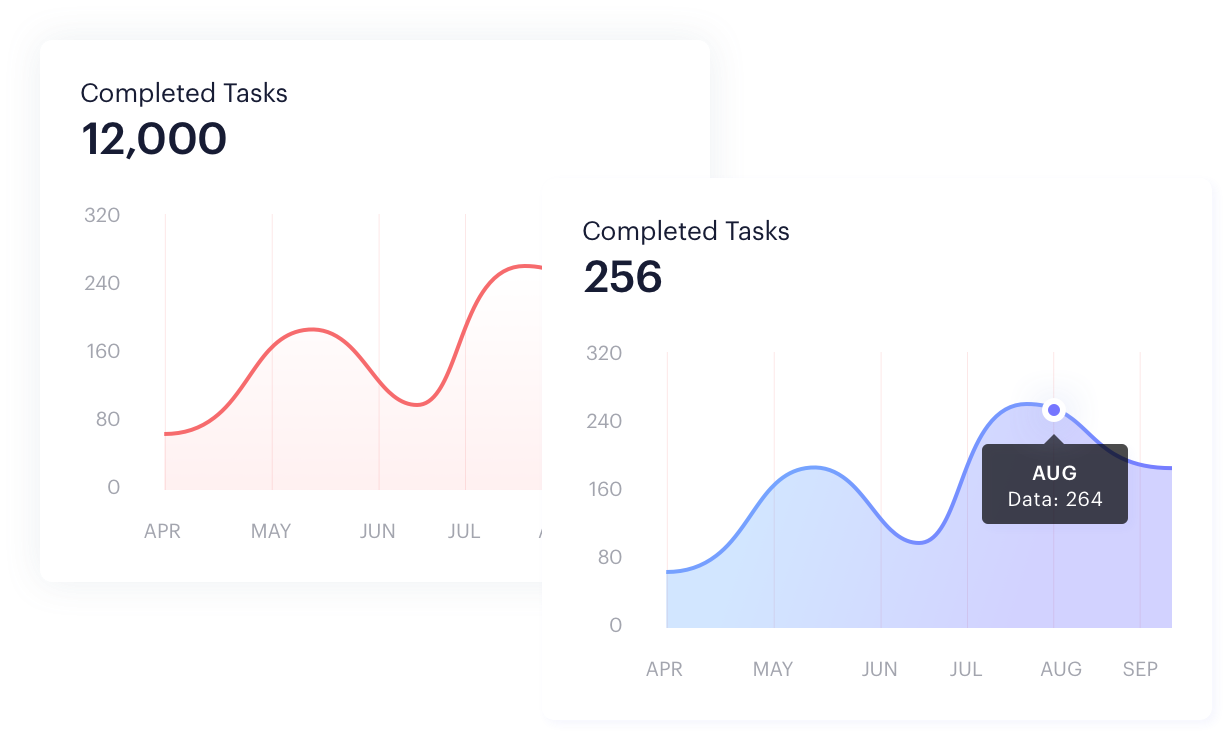 Completed Tasks
12,000
320
240
160
80
0
APR MAY JUN JUL
Completed Tasks
256
320
240
160
80
0
AUG
Data: 264
APR MAY JUN JUL AUG SEP